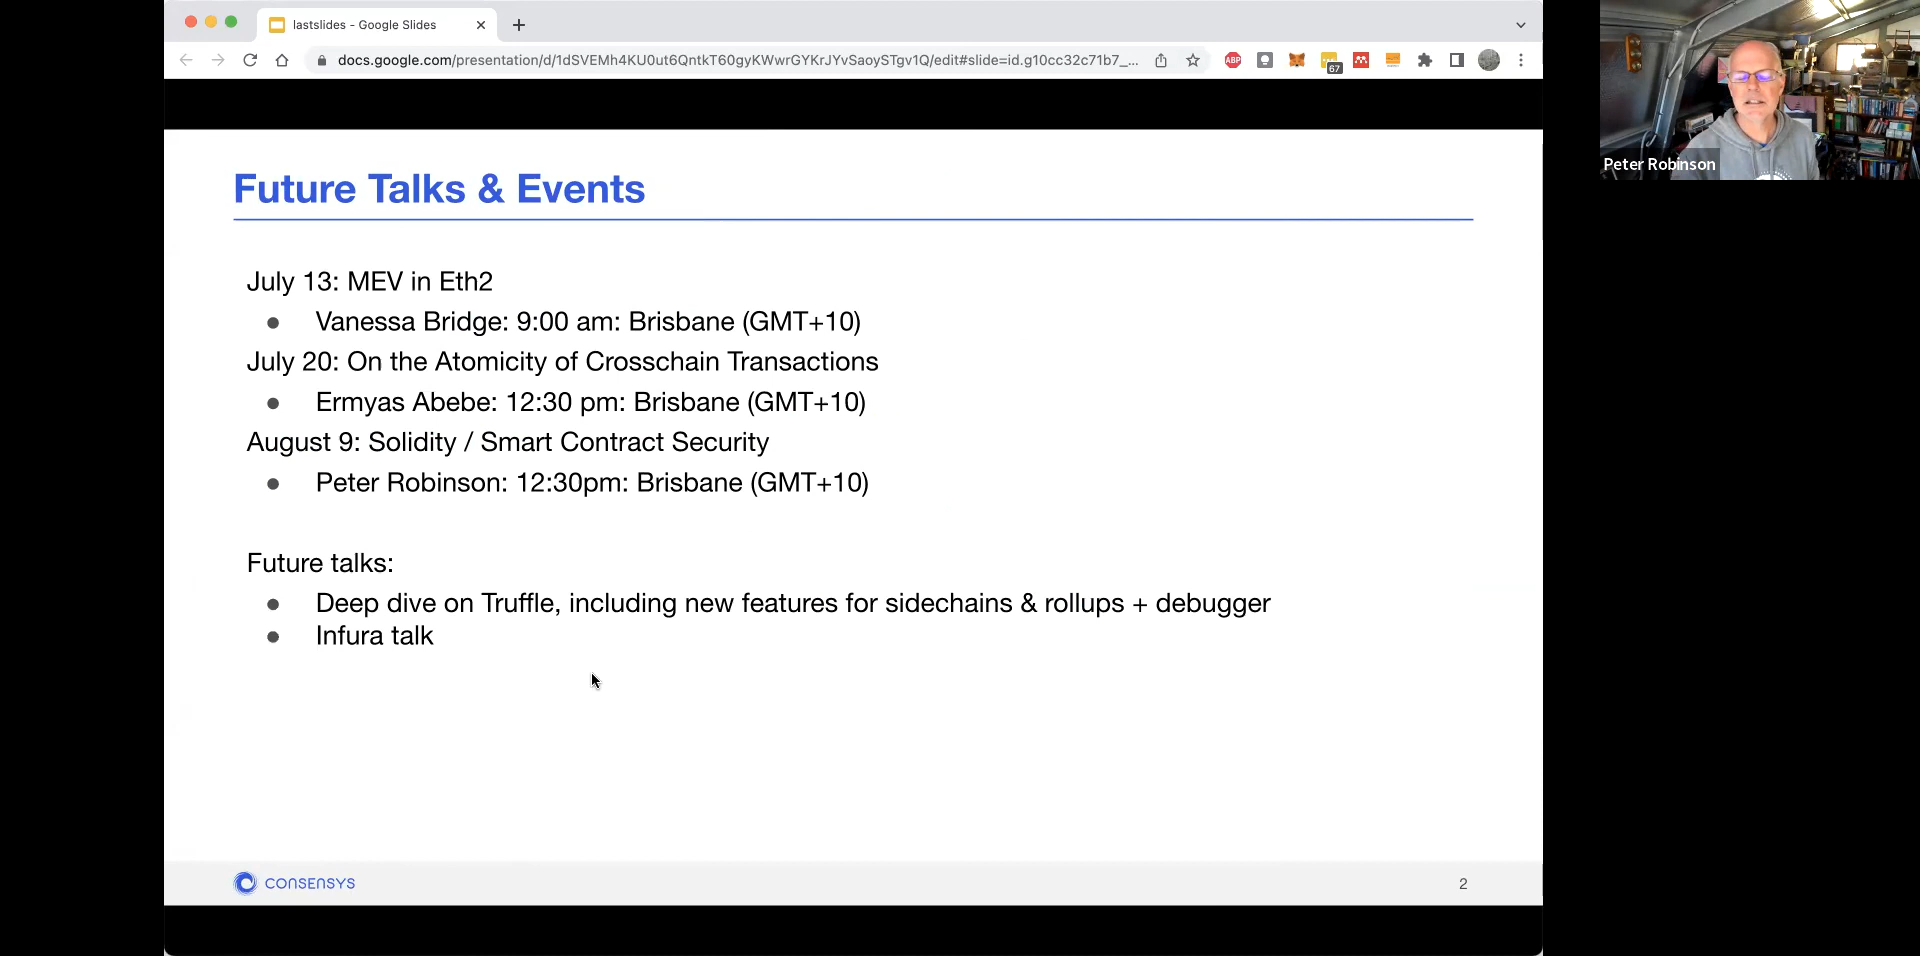 lastslides - Google Slides
docs.google.com/presentation/d/1dSVEMh4KU0ut6QntkT60gyKWwrGYKrJYvSaoySTgv1Q/edit#slide=id.g10cc32c71b7_...
ABP
67
Peter Robinson
Future Talks & Events
July 13: MEV in Eth2
● Vanessa Bridge: 9:00 am: Brisbane (GMT+10)
July 20: On the Atomicity of Crosschain Transactions
● Ermyas Abebe: 12:30 pm: Brisbane (GMT+10)
August 9: Solidity / Smart Contract Security
● Peter Robinson: 12:30pm: Brisbane (GMT+10)
Future talks:
● Deep dive on Truffle, including new features for sidechains & rollups + debugger
● Infura talk
CONSENSYS
2